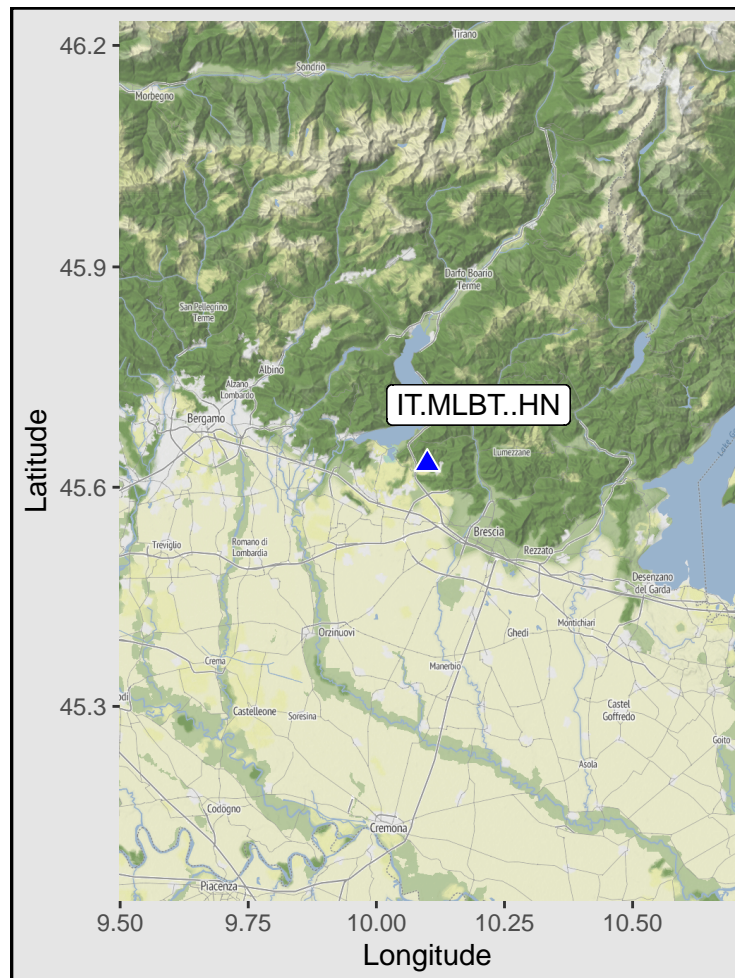 46.2
45.9
45.6
45.3
Latitude
Tirano
Sondrio
Morbegno
Darfo Boario
Terme
San Pellegrino
Terme
Albino
Alzano
Lombardo
IT.MLBT..HN
Bergamo
Lumezzane
Brescia
Treviglio
Romano di
Lombardia
Rezzato
Desenzano
del Garda
Orzinuovi
Ghedi
Montichiari
Crema
Manerbio
Castelleone
Soresina
Castel
Goffredo
Goito
Asola
Codogno
Cremona
Piacenza
9.50 9.75 10.00 10.25 10.50
Longitude